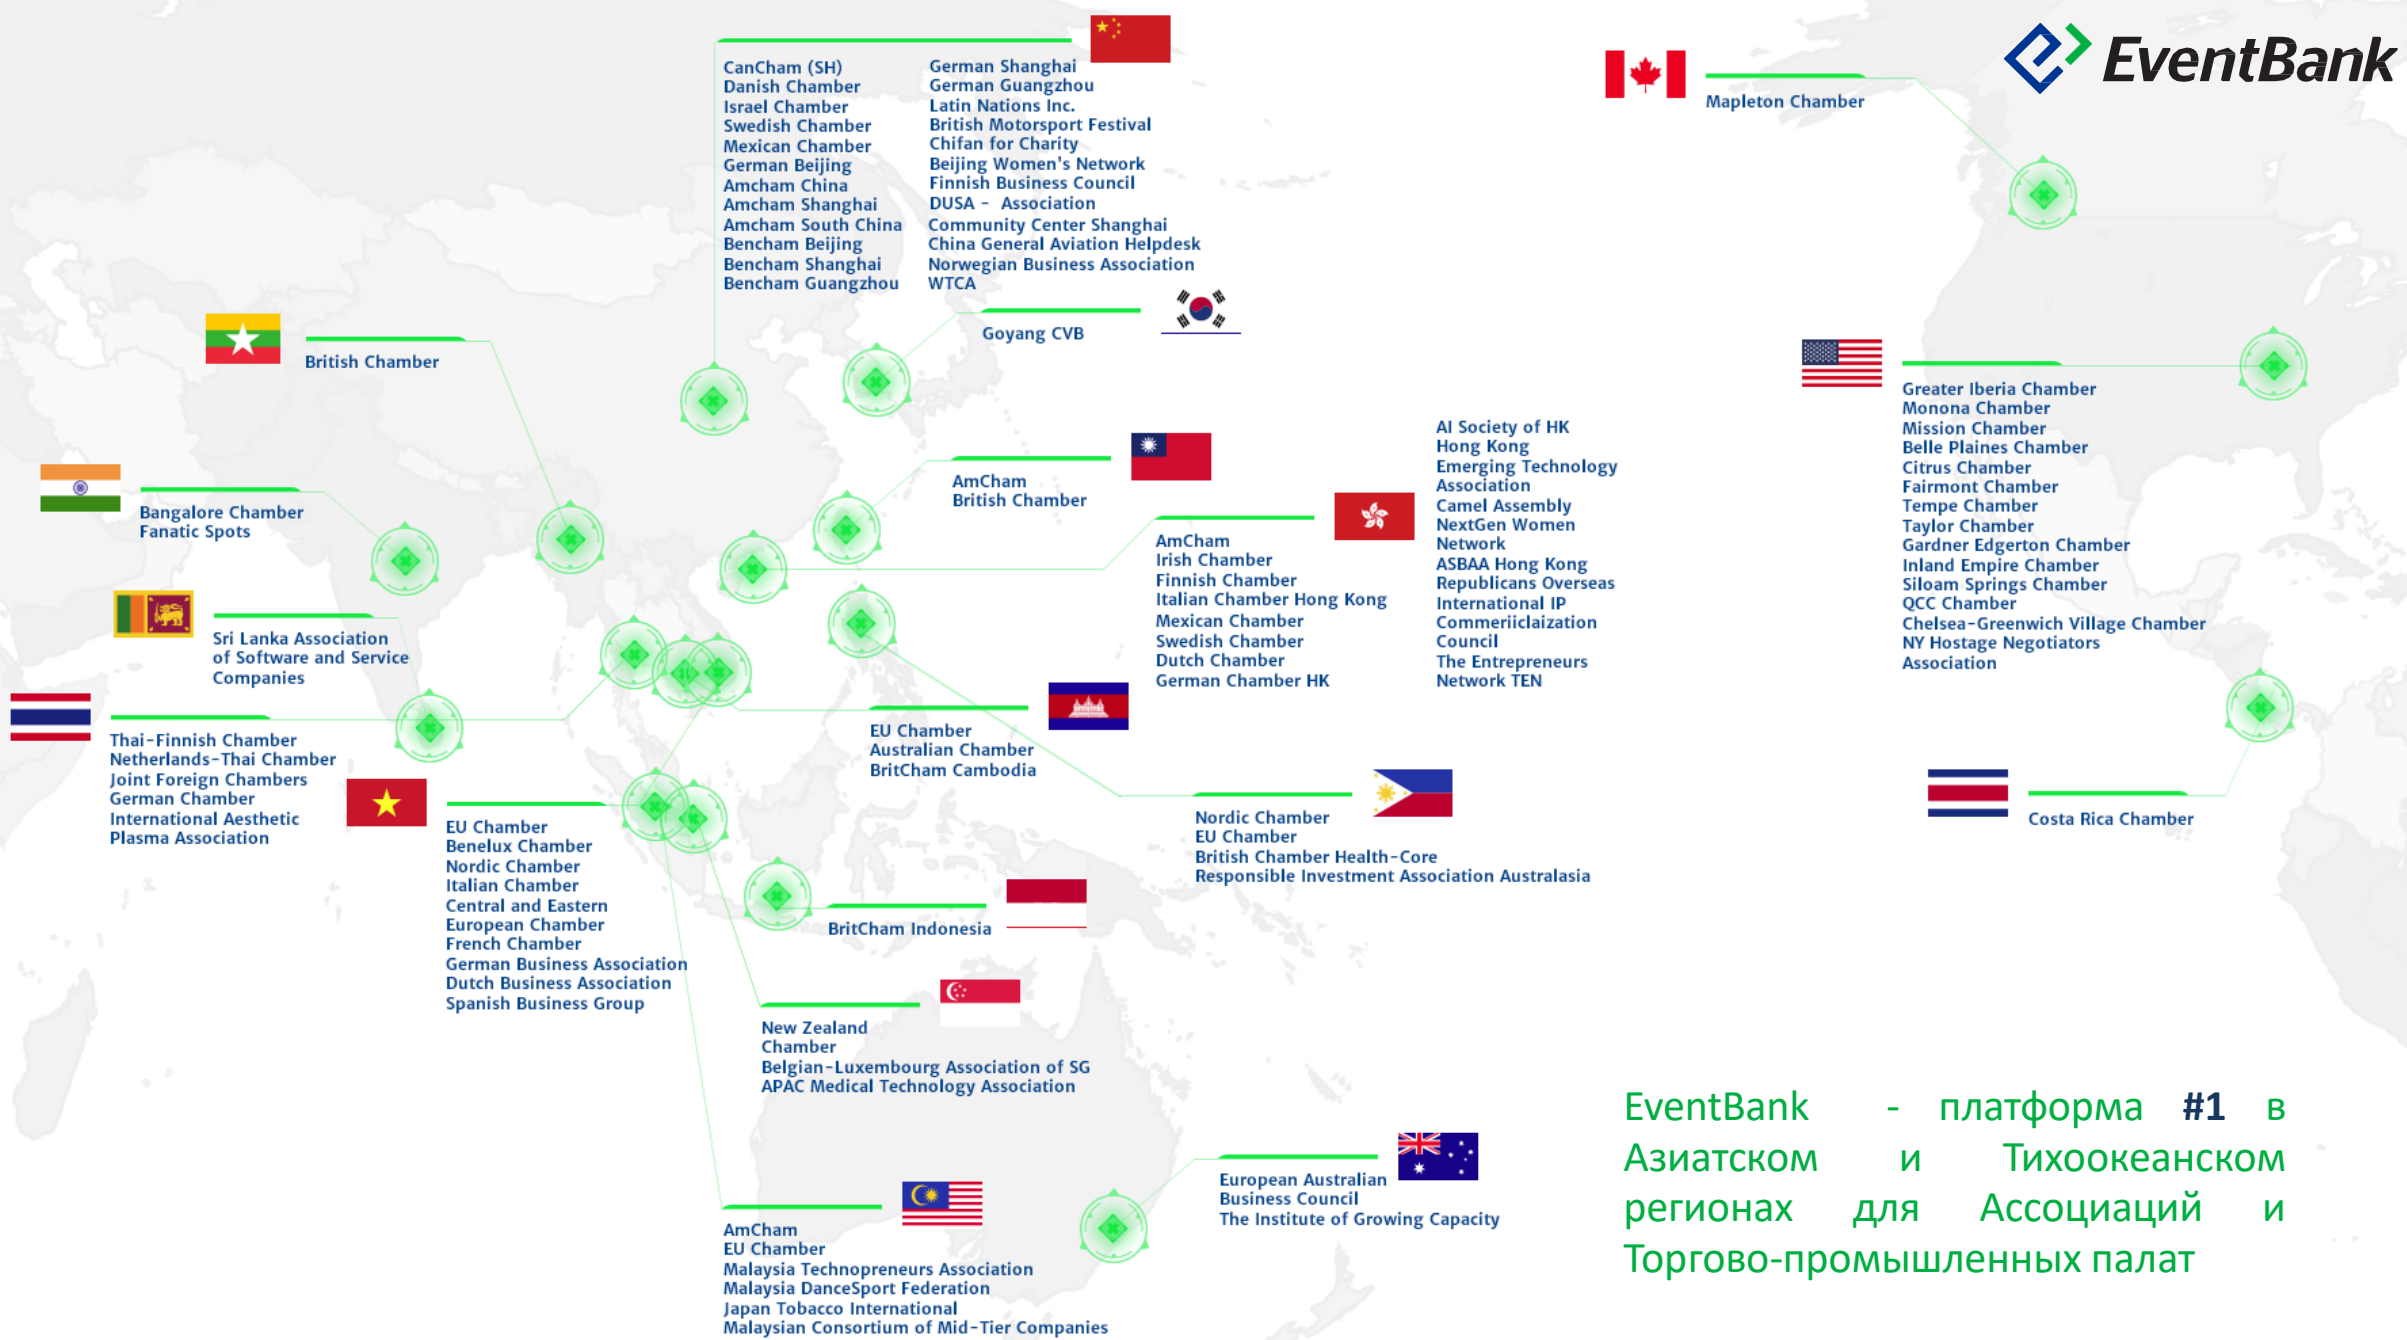 EventBank
CanCham (SH)
Danish Chamber
Israel Chamber
Swedish Chamber
Mexican Chamber
German Beijing
Amcham China
Amcham Shanghai
Amcham South China
Bencham Beijing
Bencham Shanghai
Bencham Guangzhou
German Shanghai
German Guangzhou
Latin Nations Inc.
British Motorsport Festival
Chifan for Charity
Beijing Women's Network
Finnish Business Council
DUSA - Association
Community Center Shanghai
China General Aviation Helpdesk
Norwegian Business Association
WTCA
Mapleton Chamber
Goyang CVB
British Chamber
Greater Iberia Chamber
Monona Chamber
Mission Chamber
Belle Plaines Chamber
Citrus Chamber
Fairmont Chamber
Tempe Chamber
Taylor Chamber
Gardner Edgerton Chamber
Inland Empire Chamber
Siloam Springs Chamber
QCC Chamber
Chelsea-Greenwich Village Chamber
NY Hostage Negotiators
Association
AmCham
British Chamber
Bangalore Chamber
Fanatic Spots
AmCham
Irish Chamber
Finnish Chamber
Italian Chamber Hong Kong
Mexican Chamber
Swedish Chamber
Dutch Chamber
German Chamber HK
AI Society of HK
Hong Kong
Emerging Technology
Association
Camel Assembly
NextGen Women
Network
ASBAA Hong Kong
Republicans Overseas
International IP
Commeriiclaization
Council
The Entrepreneurs
Network TEN
Sri Lanka Association
of Software and Service
Companies
Thai-Finnish Chamber
Netherlands-Thai Chamber
Joint Foreign Chambers
German Chamber
International Aesthetic
Plasma Association
EU Chamber
Australian Chamber
BritCham Cambodia
EU Chamber
Benelux Chamber
Nordic Chamber
Italian Chamber
Central and Eastern
European Chamber
French Chamber
German Business Association
Dutch Business Association
Spanish Business Group
Nordic Chamber
EU Chamber
British Chamber Health-Core
Responsible Investment Association Australasia
Costa Rica Chamber
BritCham Indonesia
New Zealand
Chamber
Belgian-Luxembourg Association of SG
APAC Medical Technology Association
European Australian
Business Council
The Institute of Growing Capacity
AmCham
EU Chamber
Malaysia Technopreneurs Association
Malaysia DanceSport Federation
Japan Tobacco International
Malaysian Consortium of Mid-Tier Companies
EventBank - платформа #1 в
Азиатском и Тихоокеанском
регионах для Ассоциаций и
Торгово-промышленных палат